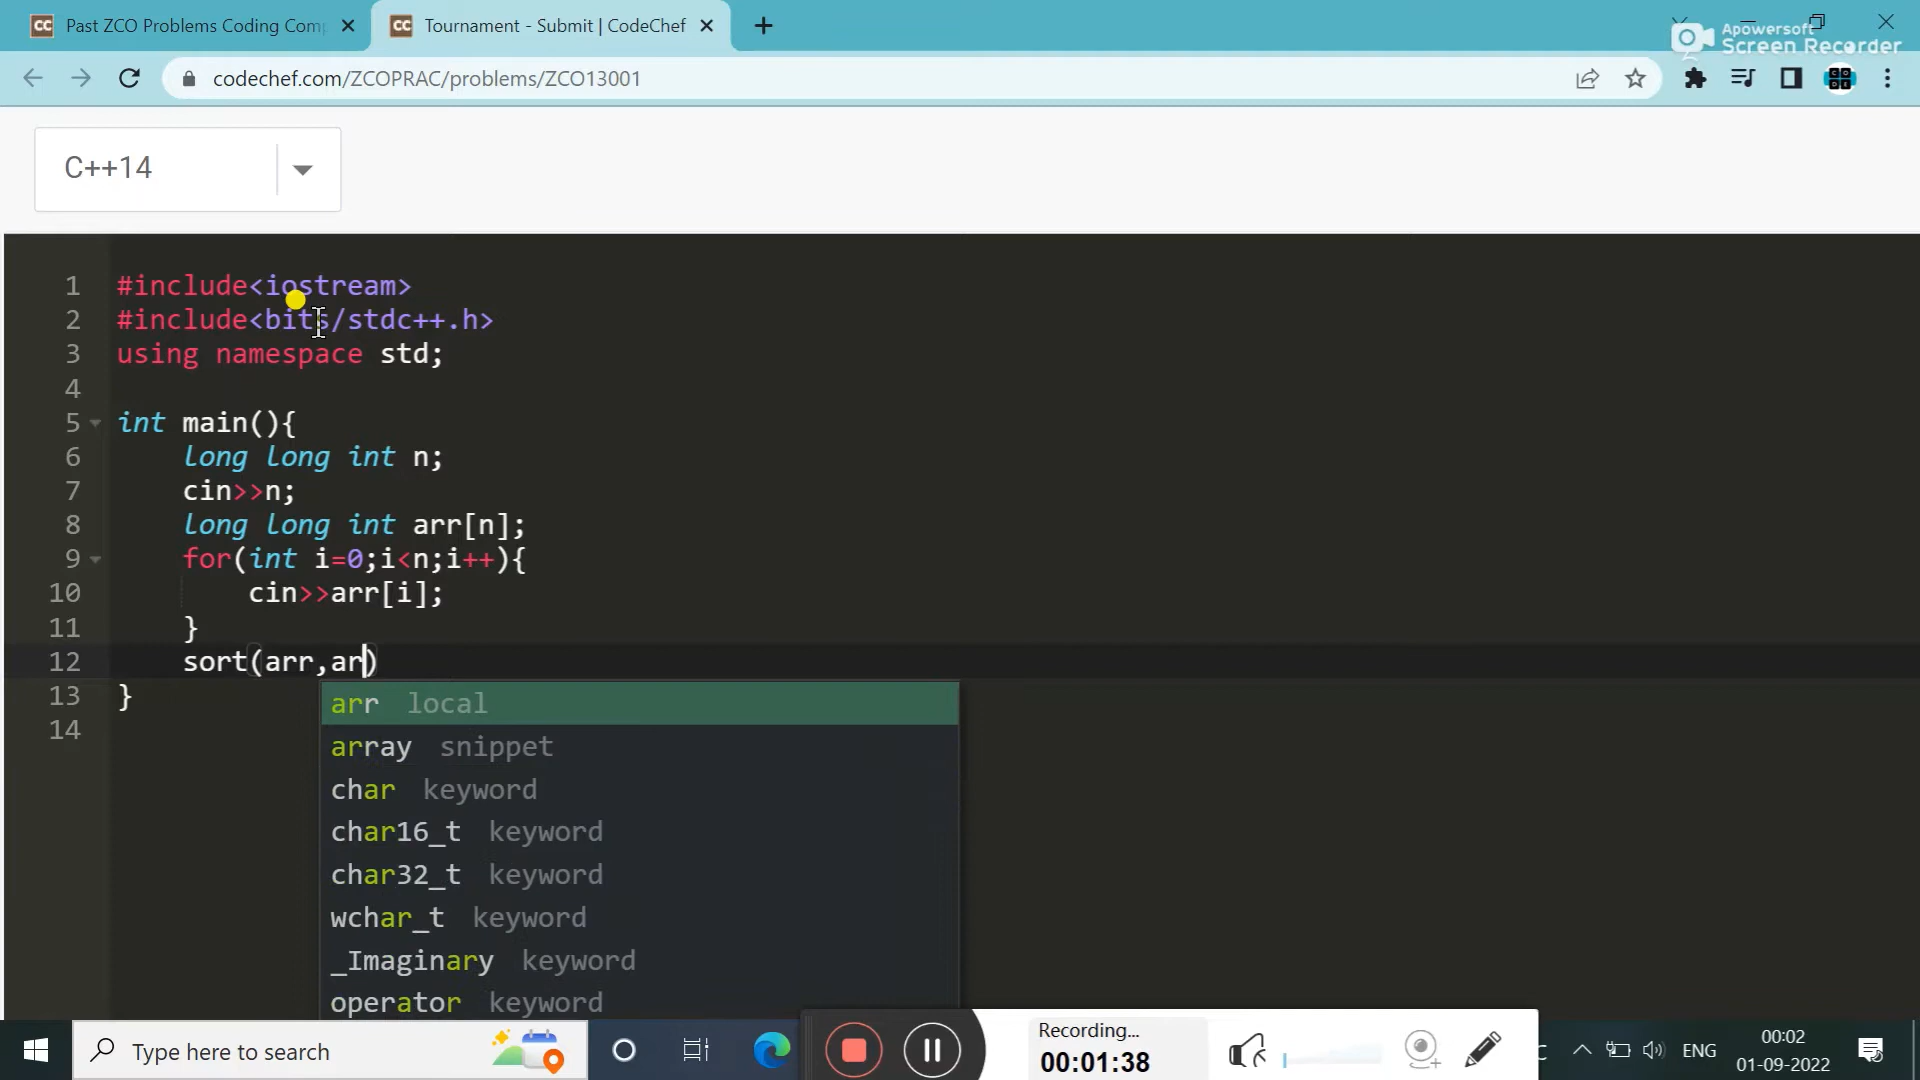 Past ZCO Problems Coding Comp
Tournament - Submit | CodeChef
Apowersoft
Screen Recorder
codechef.com/ZCOPRAC/problems/ZCO13001
C++14
1 #include<iostream>
2 #include<bits/stdc++.h>
3 using namespace std;
4
5 int main(){
6 long long int n;
7 cin>>n;
8 long long int arr[n];
9 for(int i=0;i<n;i++){
10 cin>>arr[i];
11 }
12 sort(arr,ar)
13 }
14
arr local
array snippet
char keyword
char16_t keyword
char32_t keyword
wchar_t keyword
_Imaginary keyword
operator keyword
Type here to search
Recording...
00:01:38
ENG
00:02
01-09-2022